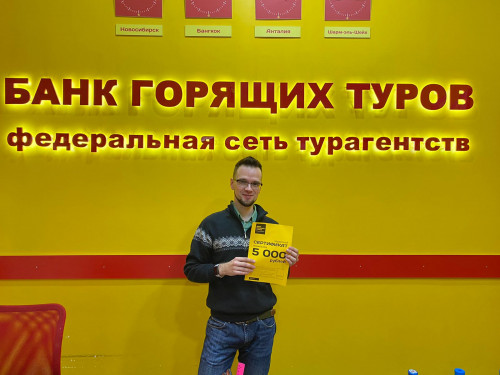 Новосибирск
Бангкок
Анталия
Шарм-эль-Шейх
БАНК ГОРЯЩИХ ТУРОВ
федеральная сеть турагентств
СЕРТИФИКАТ
5 000
рублей